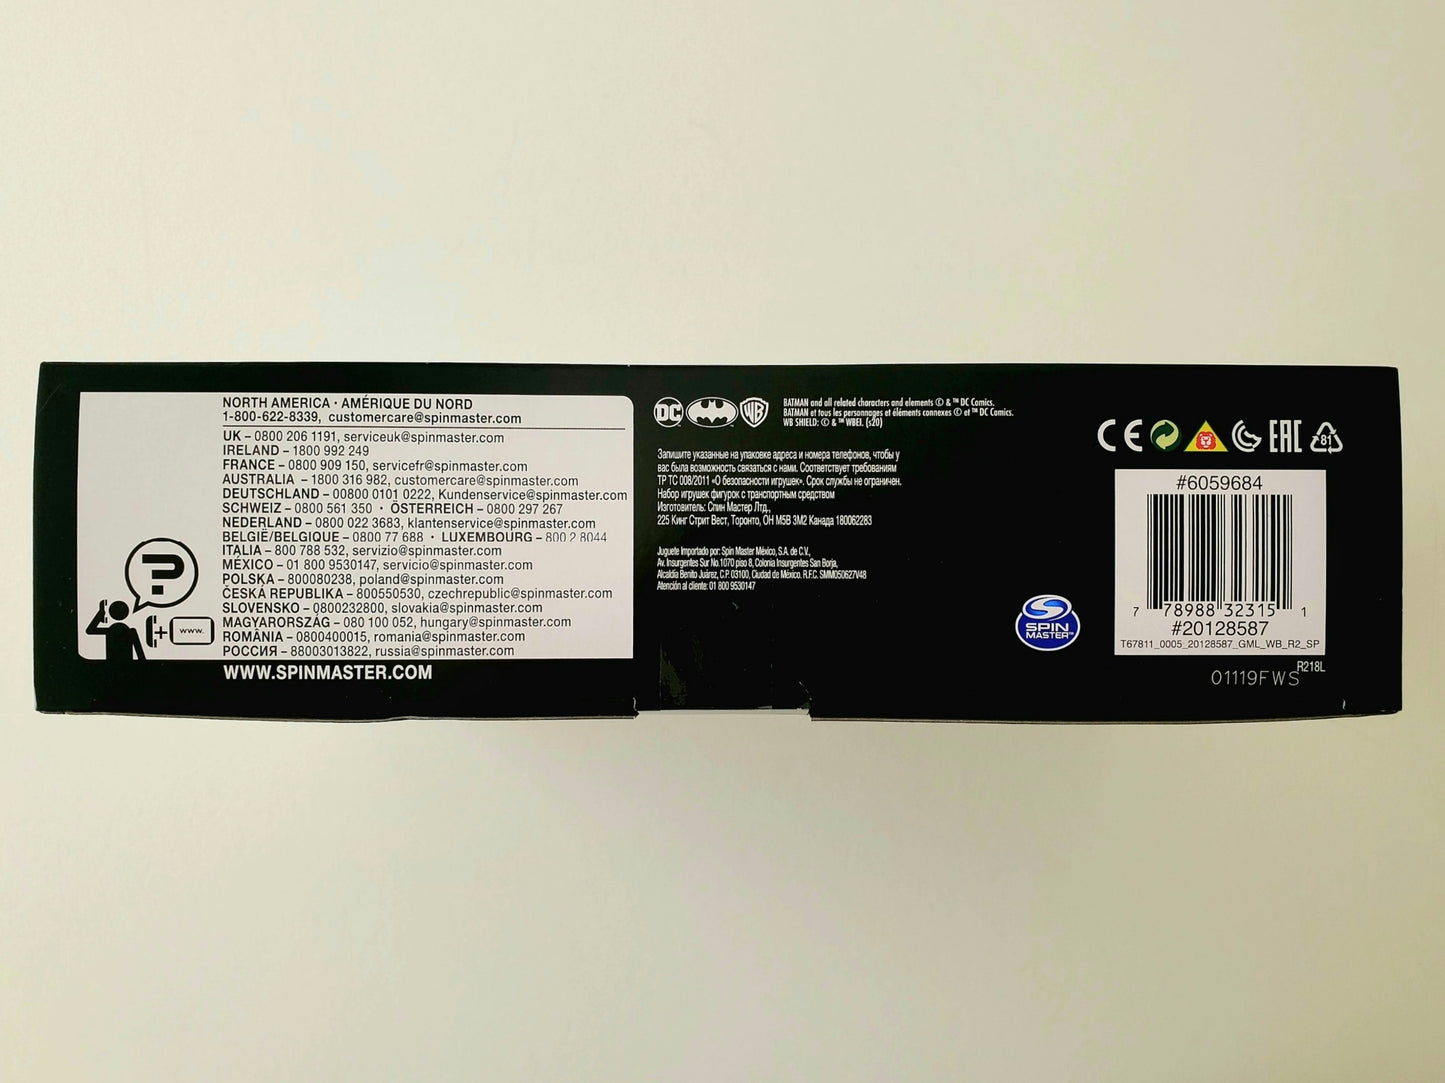 NORTH AMERICA · AMÉRIQUE DU NORD
1-800-622-8339, customercare@spinmaster.com
UK – 0800 206 1191, serviceuk@spinmaster.com
IRELAND – 1800 992 249
FRANCE – 0800 909 150, servicefr@spinmaster.com
AUSTRALIA – 1800 316 982, customercare@spinmaster.com
DEUTSCHLAND – 00800 0101 0222, Kundenservice@spinmaster.com
SCHWEIZ – 0800 561 350 · ÖSTERREICH – 0800 297 267
NEDERLAND – 0800 022 3683, klantenservice@spinmaster.com
BELGIË/BELGIQUE – 0800 77 688 · LUXEMBOURG – 800 2 8044
ITALIA – 800 788 532, servizio@spinmaster.com
MÉXICO – 01 800 9530147, servicio@spinmaster.com
POLSKA – 800080238, poland@spinmaster.com
ČESKÁ REPUBLIKA – 800550530, czechrepublic@spinmaster.com
SLOVENSKO – 0800232800, slovakia@spinmaster.com
MAGYARORSZÁG – 080 100 052, hungary@spinmaster.com
ROMÂNIA – 0800400015, romania@spinmaster.com
РОССИЯ – 88003013822, russia@spinmaster.com
?
+ www.
WWW.SPINMASTER.COM
DC WB
BATMAN and all related characters and elements © & ™ DC Comics.
BATMAN et tous les personnages et éléments connexes © et ™ DC Comics.
WB SHIELD: © & ™ WBEI. (s20)
Запишите указанные на упаковке адреса и номера телефонов, чтобы у
вас была возможность связаться с нами. Соответствует требованиям
ТР ТС 008/2011 «О безопасности игрушек». Срок службы не ограничен.
Набор игрушек фигурок с транспортным средством
Изготовитель: Спин Мастер Лтд.,
225 Кинг Стрит Вест, Торонто, ОН M5B 3M2 Канада 180062283
Juguete Importado por: Spin Master México, S.A. de C.V.,
Av. Insurgentes Sur No.1070 piso 8, Colonia Insurgentes San Borja,
Alcaldía Benito Juárez, C.P. 03100, Ciudad de México. R.F.C. SMM050627V48
Atención al cliente: 01 800 9530147
CE EAC 81
SPIN MASTER™
#6059684
7 78988 32315 1
#20128587
T67811_0005_20128587_GML_WB_R2_SP
R218L
01119FWS